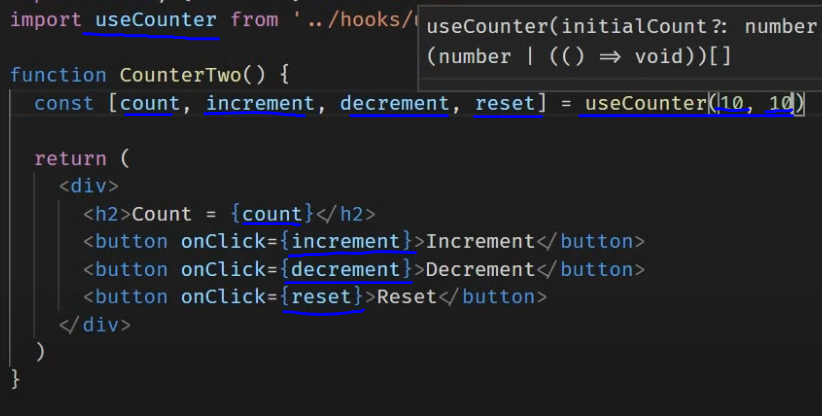 import useCounter from '../hooks/
useCounter(initialCount?: number
(number | (() => void))[]
function CounterTwo() {
const [count, increment, decrement, reset] = useCounter(10, 10)
return (
<div>
<h2>Count = {count}</h2>
<button onClick={increment}>Increment</button>
<button onClick={decrement}>Decrement</button>
<button onClick={reset}>Reset</button>
</div>
)
}